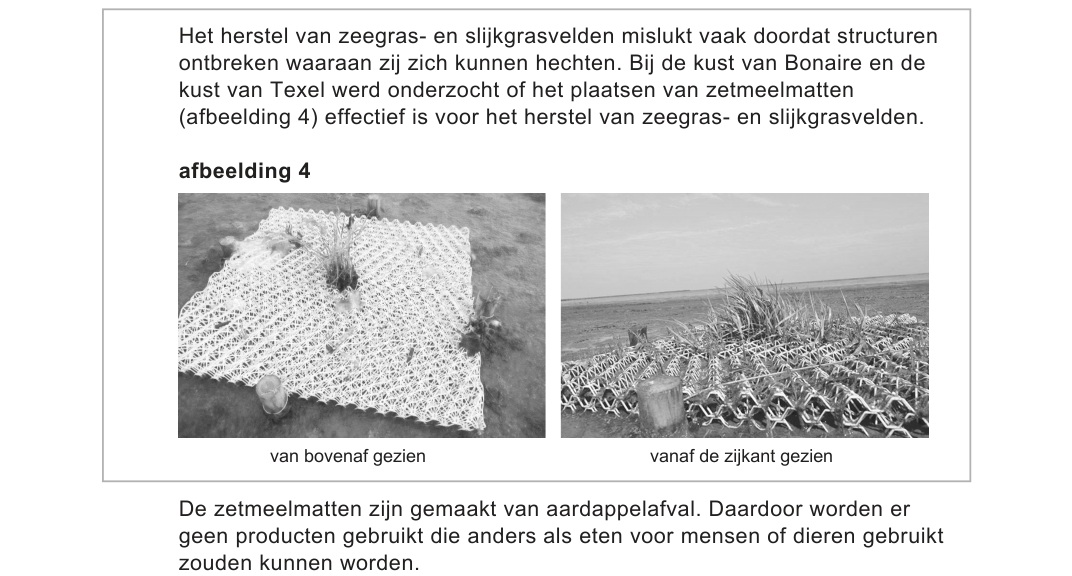 Het herstel van zeegras- en slijkgrasvelden mislukt vaak doordat structuren
ontbreken waaraan zij zich kunnen hechten. Bij de kust van Bonaire en de
kust van Texel werd onderzocht of het plaatsen van zetmeelmatten
(afbeelding 4) effectief is voor het herstel van zeegras- en slijkgrasvelden.
afbeelding 4
van bovenaf gezien
vanaf de zijkant gezien
De zetmeelmatten zijn gemaakt van aardappelafval. Daardoor worden er
geen producten gebruikt die anders als eten voor mensen of dieren gebruikt
zouden kunnen worden.